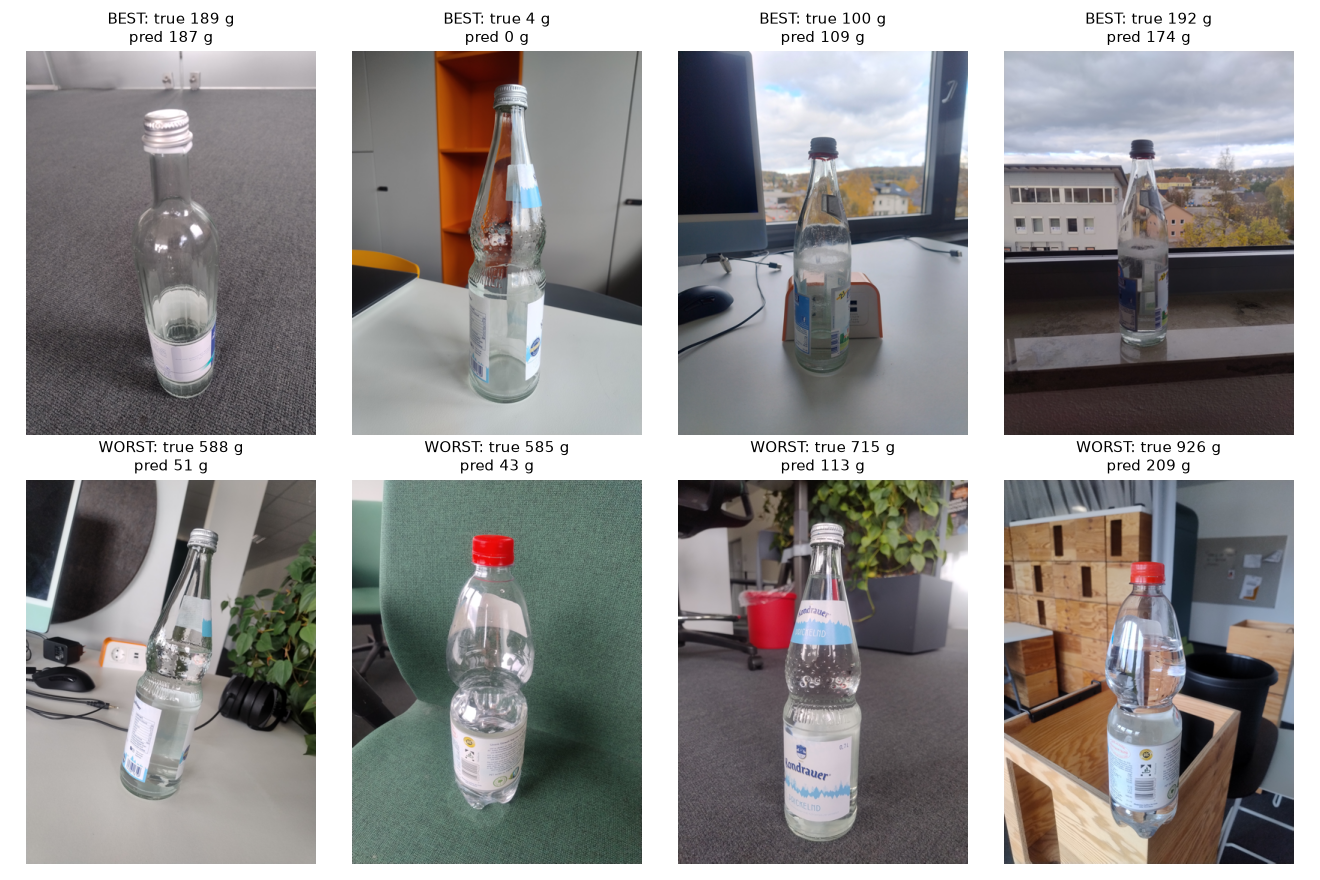 BEST: true 189 g
pred 187 g
BEST: true 4 g
pred 0 g
BEST: true 100 g
pred 109 g
BEST: true 192 g
pred 174 g
WORST: true 588 g
pred 51 g
WORST: true 585 g
pred 43 g
WORST: true 715 g
pred 113 g
WORST: true 926 g
pred 209 g
Kondrauer
Kondrauer